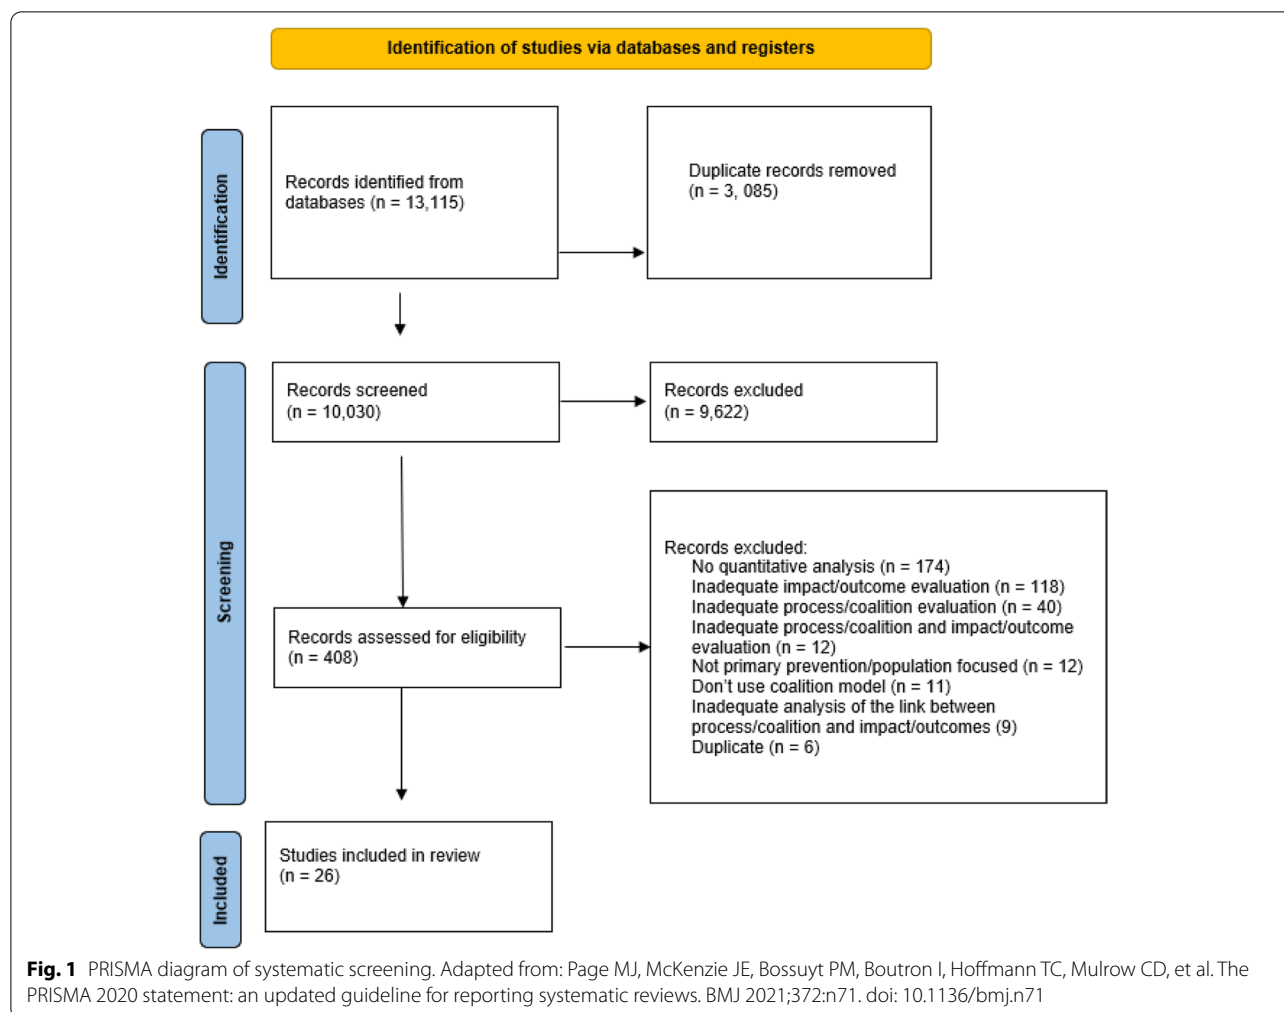 Identification of studies via databases and registers
Identification
Records identified from
databases (n = 13,115)
Duplicate records removed
(n = 3, 085)
Screening
Records screened
(n = 10,030)
Records excluded
(n = 9,622)
Records assessed for eligibility
(n = 408)
Records excluded:
No quantitative analysis (n = 174)
Inadequate impact/outcome evaluation (n = 118)
Inadequate process/coalition evaluation (n = 40)
Inadequate process/coalition and impact/outcome
evaluation (n = 12)
Not primary prevention/population focused (n = 12)
Don't use coalition model (n = 11)
Inadequate analysis of the link between
process/coalition and impact/outcomes (9)
Duplicate (n = 6)
Included
Studies included in review
(n = 26)
Fig. 1 PRISMA diagram of systematic screening. Adapted from: Page MJ, McKenzie JE, Bossuyt PM, Boutron I, Hoffmann TC, Mulrow CD, et al. The
PRISMA 2020 statement: an updated guideline for reporting systematic reviews. BMJ 2021;372:n71. doi: 10.1136/bmj.n71